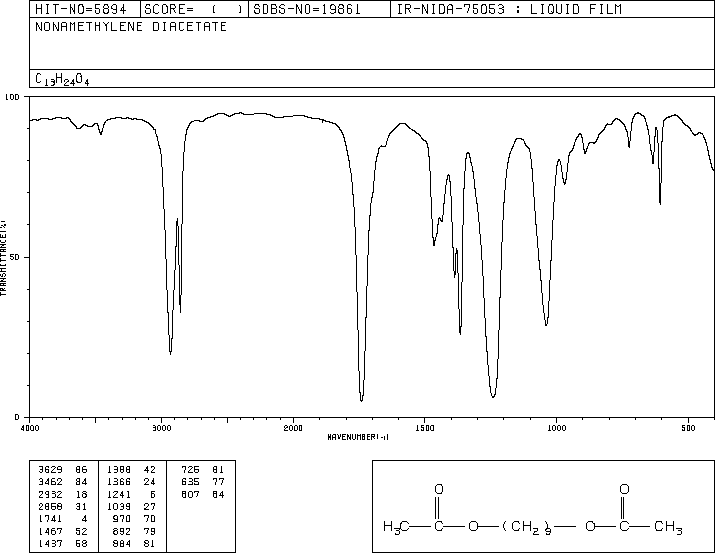 HIT-NO=5894 SCORE= ( ) SDBS-NO=19861 IR-NIDA-75053 : LIQUID FILM
NONAMETHYLENE DIACETATE
C13H24O4
100
50
0
TRANSMITTANCE(%)
4000 3000 2000 1500 1000 500
WAVENUMBER(-1)
3629 86 1388 42 725 81
3462 84 1366 24 635 77
2932 18 1241 6 607 64
2858 31 1039 27
1741 4 970 70
1467 52 892 79
1437 58 884 81
O O
H3C—C—O—(CH2)9—O—C—CH3